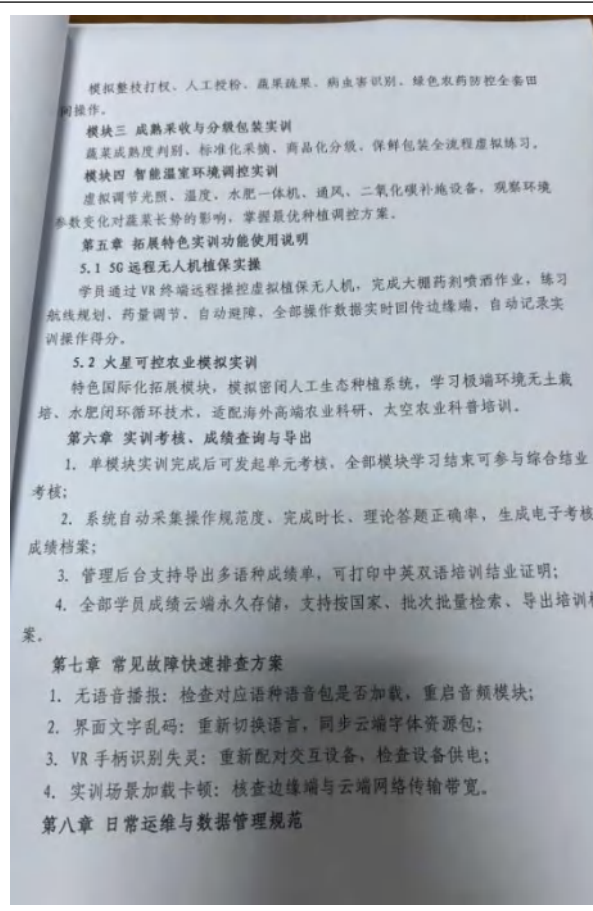 模拟整枝打杈、人工授粉、蔬果疏果、病虫害识别、绿色农药防控全套田
间操作。
模块三 成熟采收与分级包装实训
蔬菜成熟度判别、标准化采摘、商品化分级、保鲜包装全流程虚拟练习。
模块四 智能温室环境调控实训
虚拟调节光照、温度、水肥一体机、通风、二氧化碳补施设备，观察环境
参数变化对蔬菜长势的影响，掌握最优种植调控方案。
第五章 拓展特色实训功能使用说明
5.1 5G 远程无人机植保实操
学员通过 VR 终端远程操控虚拟植保无人机，完成大棚药剂喷洒作业，练习
航线规划、药量调节、自动避障，全部操作数据实时回传边缘端，自动记录实
训操作得分。
5.2 火星可控农业模拟实训
特色国际化拓展模块，模拟密闭人工生态种植系统，学习极端环境无土栽
培、水肥闭环循环技术，适配海外高端农业科研、太空农业科普培训。
第六章 实训考核、成绩查询与导出
1. 单模块实训完成后可发起单元考核，全部模块学习结束可参与综合结业
考核；
2. 系统自动采集操作规范度、完成时长、理论答题正确率，生成电子考核
成绩档案；
3. 管理后台支持导出多语种成绩单，可打印中英双语培训结业证明；
4. 全部学员成绩云端永久存储，支持按国家、批次批量检索、导出培训
案。
第七章 常见故障快速排查方案
1. 无语音播报：检查对应语种语音包是否加载，重启音频模块；
2. 界面文字乱码：重新切换语言，同步云端字体资源包；
3. VR 手柄识别失灵：重新配对交互设备，检查设备供电；
4. 实训场景加载卡顿：核查边缘端与云端网络传输带宽。
第八章 日常运维与数据管理规范